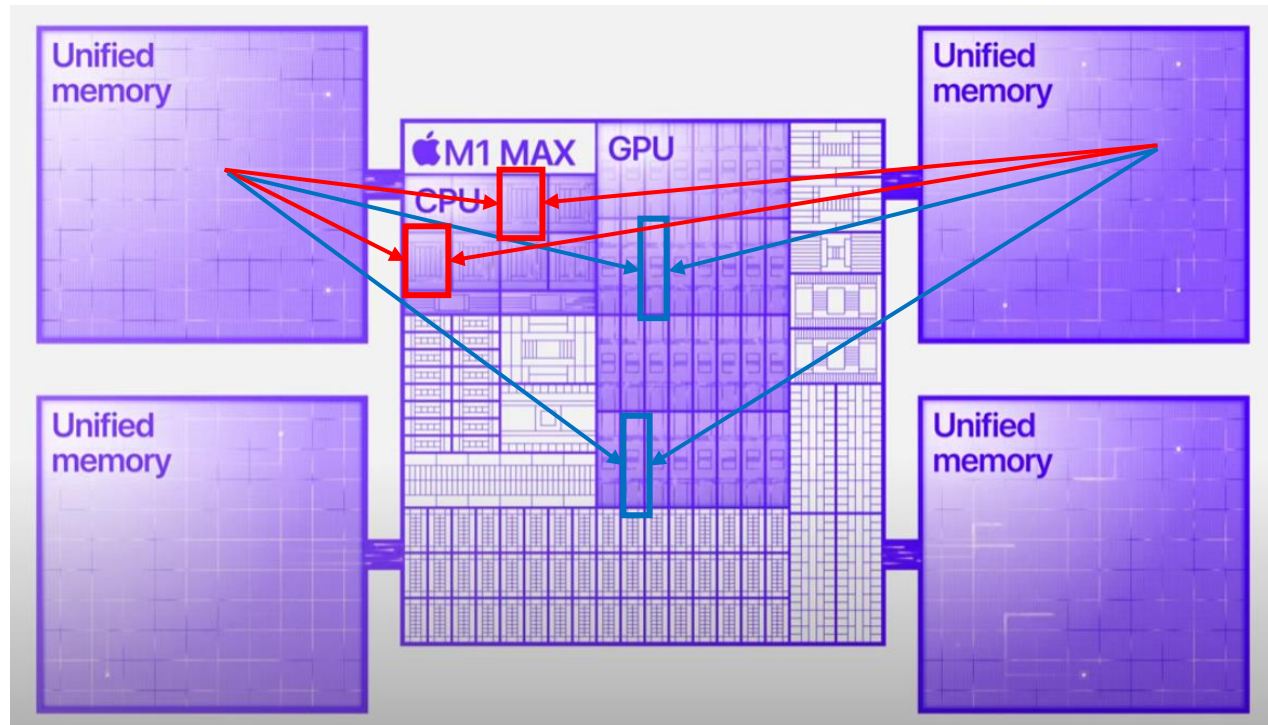 Unified
memory
Unified
memory
M1 MAX
GPU
CPU
Unified
memory
Unified
memory